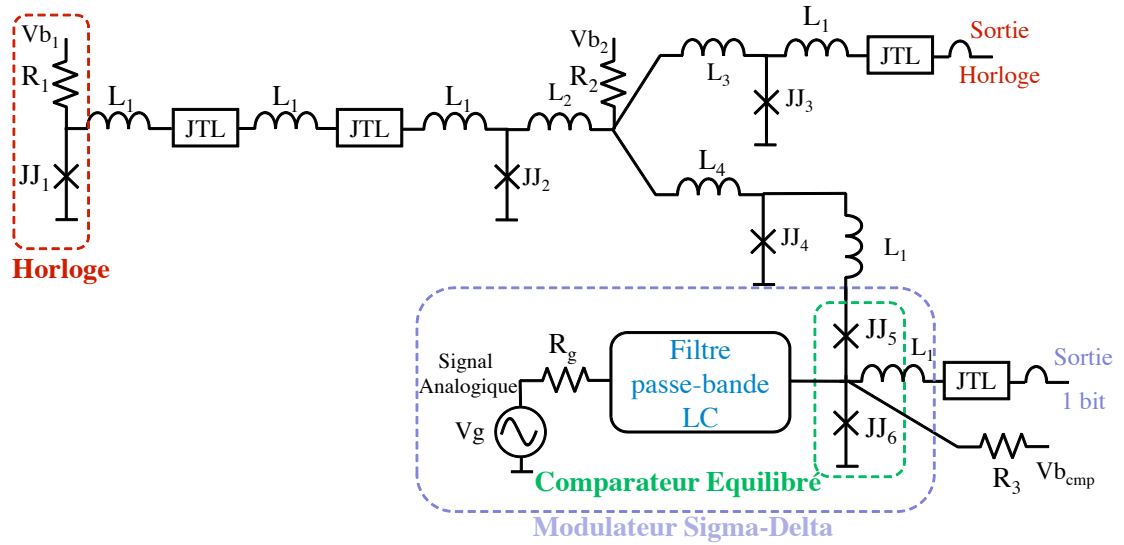 Vb₁
R₁
JJ₁
Horloge
L₁
JTL
L₁
JTL
L₁
JJ₂
L₂
Vb₂
R₂
L₃
JJ₃
L₁
JTL
Sortie
Horloge
L₄
JJ₄
L₁
Signal
Analogique
Vg
R_g
Filtre
passe-bande
LC
JJ₅
JJ₆
L₁
JTL
Sortie
1 bit
R₃
Vb_cmp
Comparateur Equilibré
Modulateur Sigma-Delta